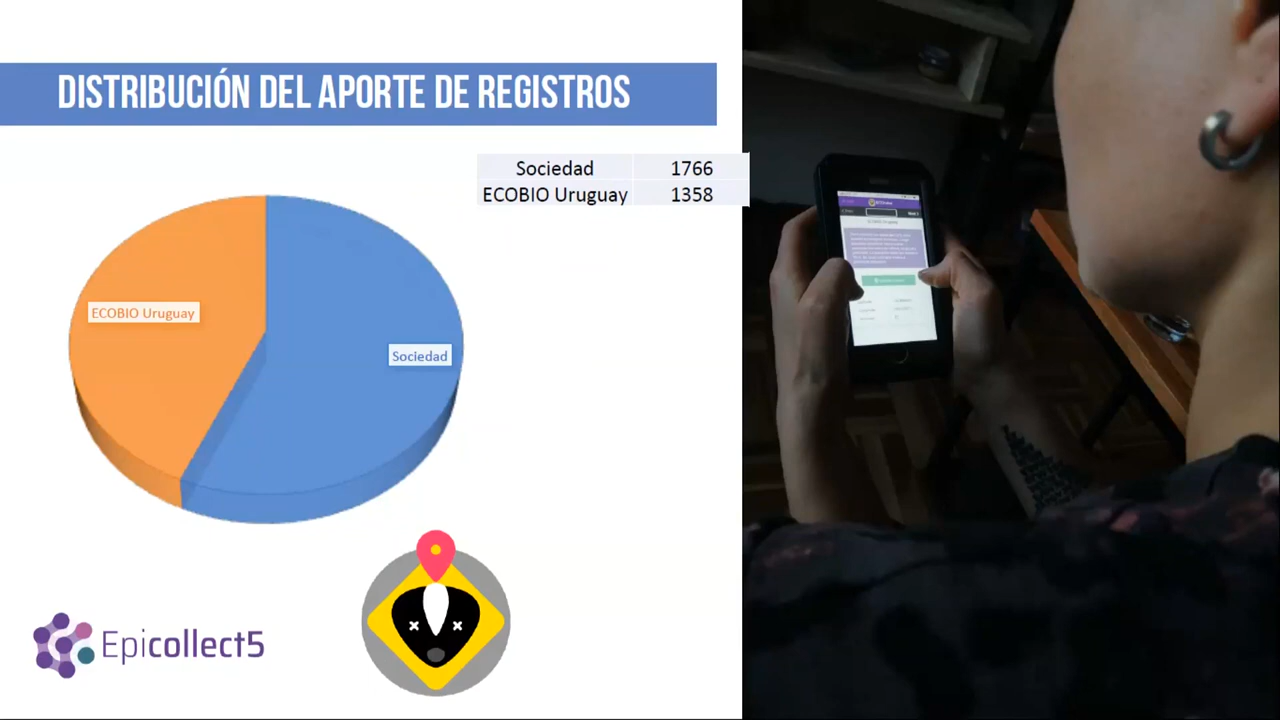 DISTRIBUCIÓN DEL APORTE DE REGISTROS
Sociedad 1766
ECOBIO Uruguay 1358
ECOBIO Uruguay
Sociedad
Epicollect5